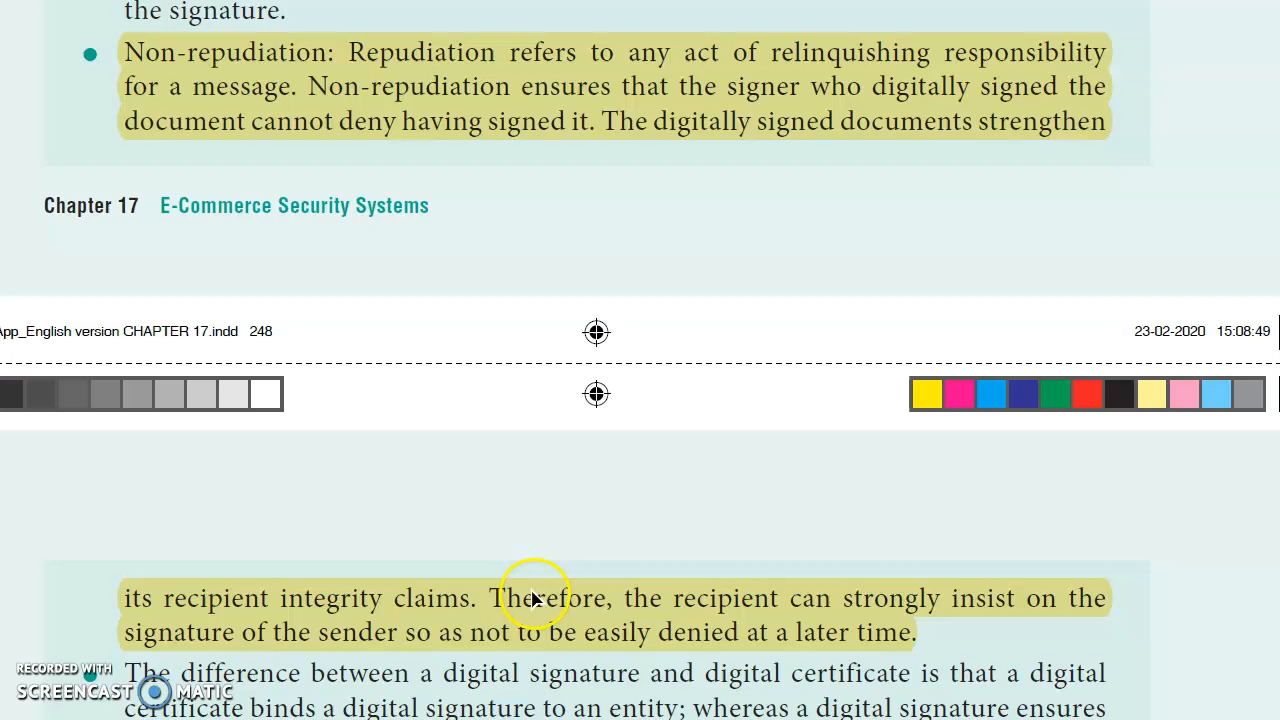 the signature.
Non-repudiation: Repudiation refers to any act of relinquishing responsibility
for a message. Non-repudiation ensures that the signer who digitally signed the
document cannot deny having signed it. The digitally signed documents strengthen
Chapter 17 E-Commerce Security Systems
App_English version CHAPTER 17.indd 248
23-02-2020 15:08:49
its recipient integrity claims. Therefore, the recipient can strongly insist on the
signature of the sender so as not to be easily denied at a later time.
The difference between a digital signature and digital certificate is that a digital
certificate binds a digital signature to an entity; whereas a digital signature ensures
RECORDED WITH
SCREENCAST MATIC